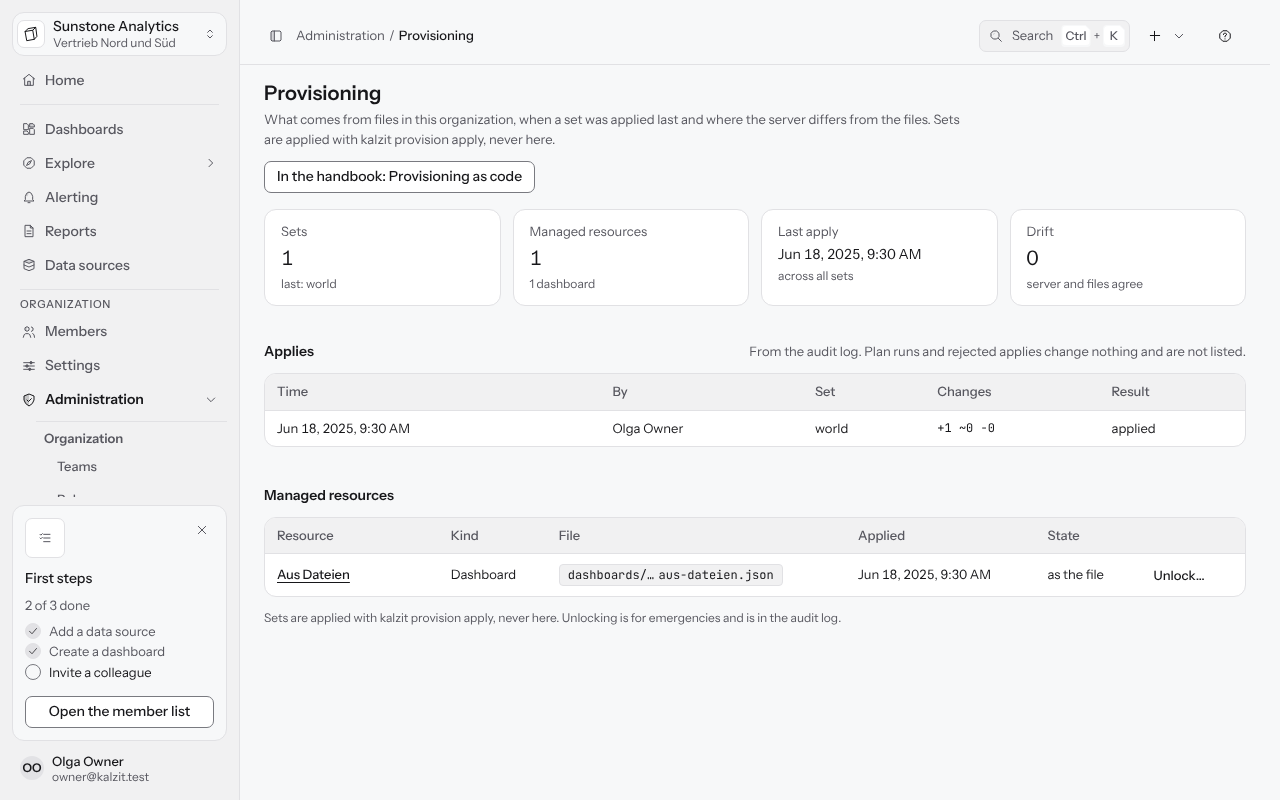 Sunstone Analytics
Vertrieb Nord und Süd
Home
Dashboards
Explore
Alerting
Reports
Data sources
ORGANIZATION
Members
Settings
Administration
Organization
Teams
First steps
2 of 3 done
Add a data source
Create a dashboard
Invite a colleague
Open the member list
OO
Olga Owner
owner@kalzit.test
Administration / Provisioning
Search Ctrl + K
Provisioning
What comes from files in this organization, when a set was applied last and where the server differs from the files. Sets
are applied with kalzit provision apply, never here.
In the handbook: Provisioning as code
Sets
1
last: world
Managed resources
1
1 dashboard
Last apply
Jun 18, 2025, 9:30 AM
across all sets
Drift
0
server and files agree
Applies
From the audit log. Plan runs and rejected applies change nothing and are not listed.
Time By Set Changes Result
Jun 18, 2025, 9:30 AM Olga Owner world +1 ~0 -0 applied
Managed resources
Resource Kind File Applied State
Aus Dateien Dashboard dashboards/… aus-dateien.json Jun 18, 2025, 9:30 AM as the file Unlock…
Sets are applied with kalzit provision apply, never here. Unlocking is for emergencies and is in the audit log.